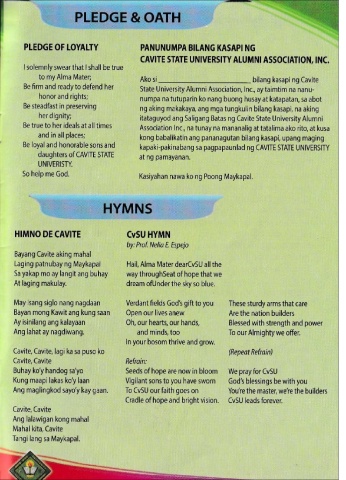 PLEDGE & OATH
PLEDGE OF LOYALTY
I solemnly swear that I shall be true
to my Alma Mater;
Be firm and ready to defend her
honor and rights;
Be steadfast in preserving
her dignity;
Be true to her ideals at all times
and in all places;
Be loyal and honorable sons and
daughters of CAVITE STATE
UNIVERISTY.
So help me God.
PANUNUMPA BILANG KASAPI NG
CAVITE STATE UNIVERSITY ALUMNI ASSOCIATION, INC.
Ako si ______________________ bilang kasapi ng Cavite
State University Alumni Association, Inc., ay taimtim na nanu-
numpa na tutuparin ko nang buong husay at katapatan, sa abot
ng aking makakaya, ang mga tungkulin bilang kasapi, na aking
itataguyod ang Saligang Batas ng Cavite State University Alumni
Association Inc., na tunay na mananalig at tatalima ako rito, at kusa
kong babalikatin ang pananagutan bilang kasapi, upang maging
kapaki-pakinabang sa pagpapaunlad ng CAVITE STATE UNIVERSITY
at ng pamayanan.
Kasiyahan nawa ko ng Poong Maykapal.
HYMNS
HIMNO DE CAVITE
Bayang Cavite aking mahal
Laging patnubay ng Maykapal
Sa yakap mo ay langit ang buhay
At laging makulay.
May isang siglo nang nagdaan
Bayan mong Kawit ang kung saan
Ay isinilang ang kalayaan
Ang lahat ay nagdiwang.
Cavite, Cavite, lagi ka sa puso ko
Cavite, Cavite
Buhay ko'y handog sa'yo
Kung maapi lakas ko'y laan
Ang maglingkod sayo'y kay gaan.
Cavite, Cavite
Ang lalawigan kong mahal
Mahal kita, Cavite
Tangi lang sa Maykapal.
CvSU HYMN
by: Prof. Nelia E. Espejo
Hail, Alma Mater dearCvSU all the
way throughSeat of hope that we
dream ofUnder the sky so blue.
Verdant fields God's gift to you
Open our lives anew
Oh, our hearts, our hands,
and minds, too
In your bosom thrive and grow.
Refrain:
Seeds of hope are now in bloom
Vigilant sons to you have sworn
To CvSU our faith goes on
Cradle of hope and bright vision.
These sturdy arms that care
Are the nation builders
Blessed with strength and power
To our Almighty we offer.
(Repeat Refrain)
We pray for CvSU
God's blessings be with you
You're the master, we're the builders
CvSU leads forever.